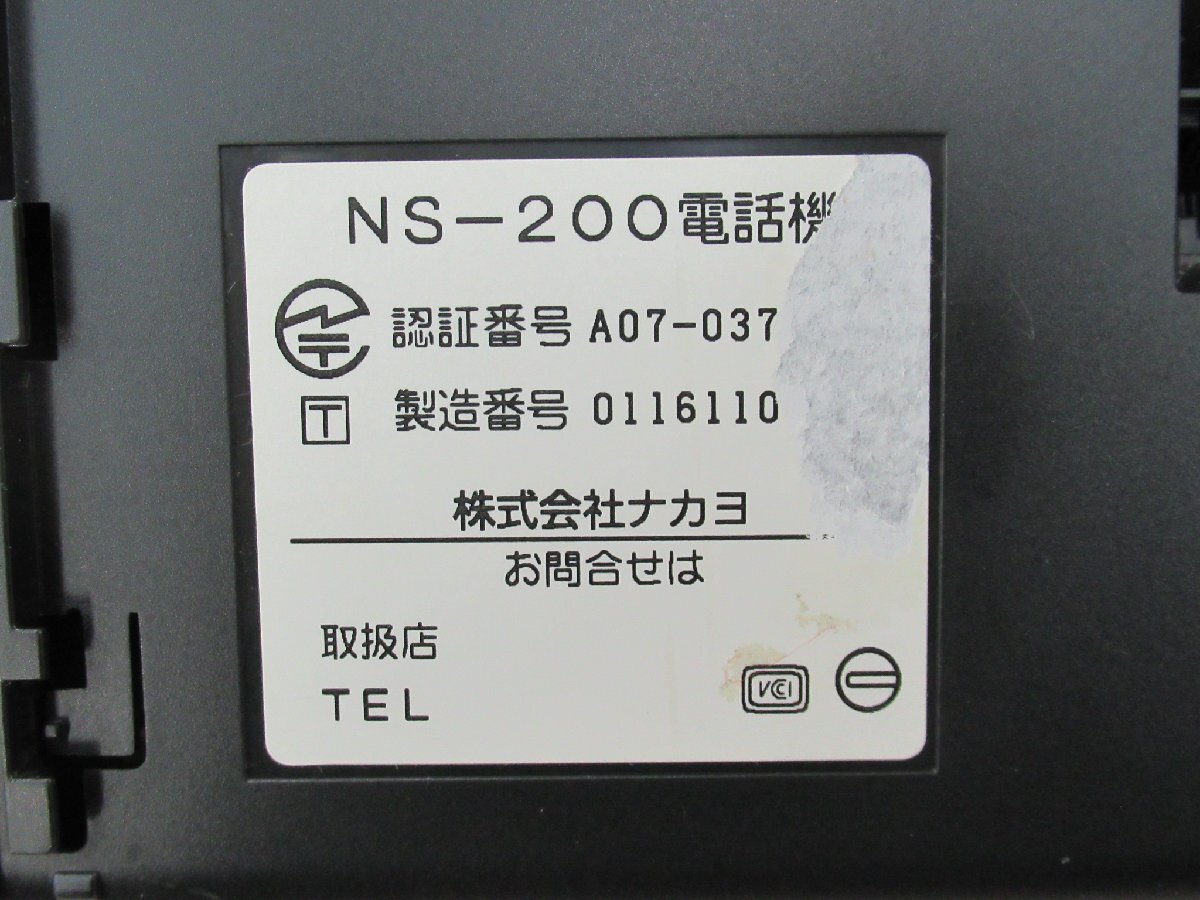 NS-200電話機
認証番号 A07-037
T 製造番号 0116110
株式会社ナカヨ
お問合せは
取扱店
TEL
VCCI